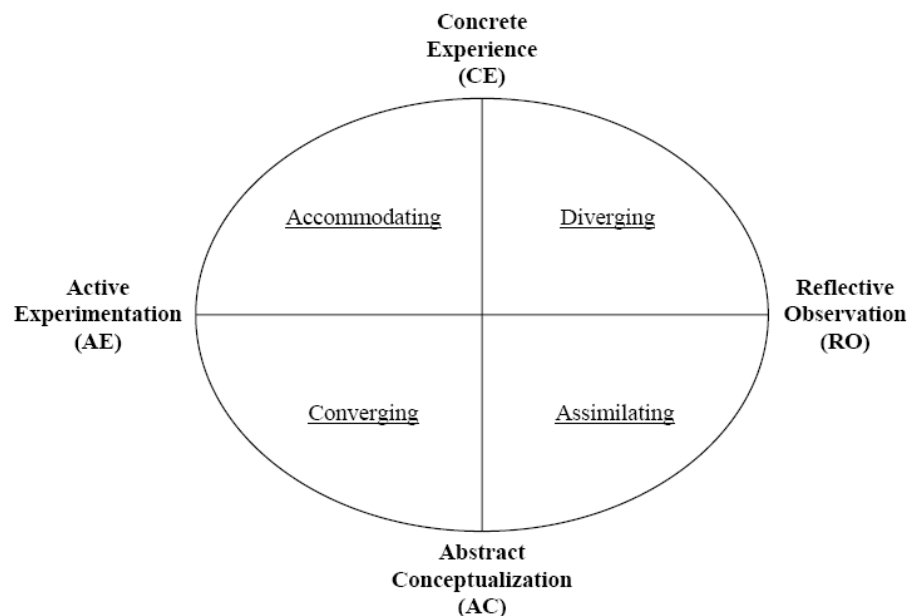 Concrete
Experience
(CE)
Accommodating
Diverging
Active
Experimentation
(AE)
Reflective
Observation
(RO)
Converging
Assimilating
Abstract
Conceptualization
(AC)